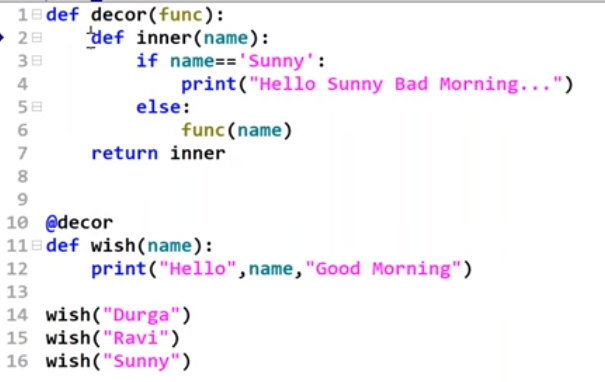 1 def decor(func):
2     def inner(name):
3         if name=='Sunny':
4             print("Hello Sunny Bad Morning...")
5         else:
6             func(name)
7     return inner
8
9
10 @decor
11 def wish(name):
12     print("Hello",name,"Good Morning")
13
14 wish("Durga")
15 wish("Ravi")
16 wish("Sunny")